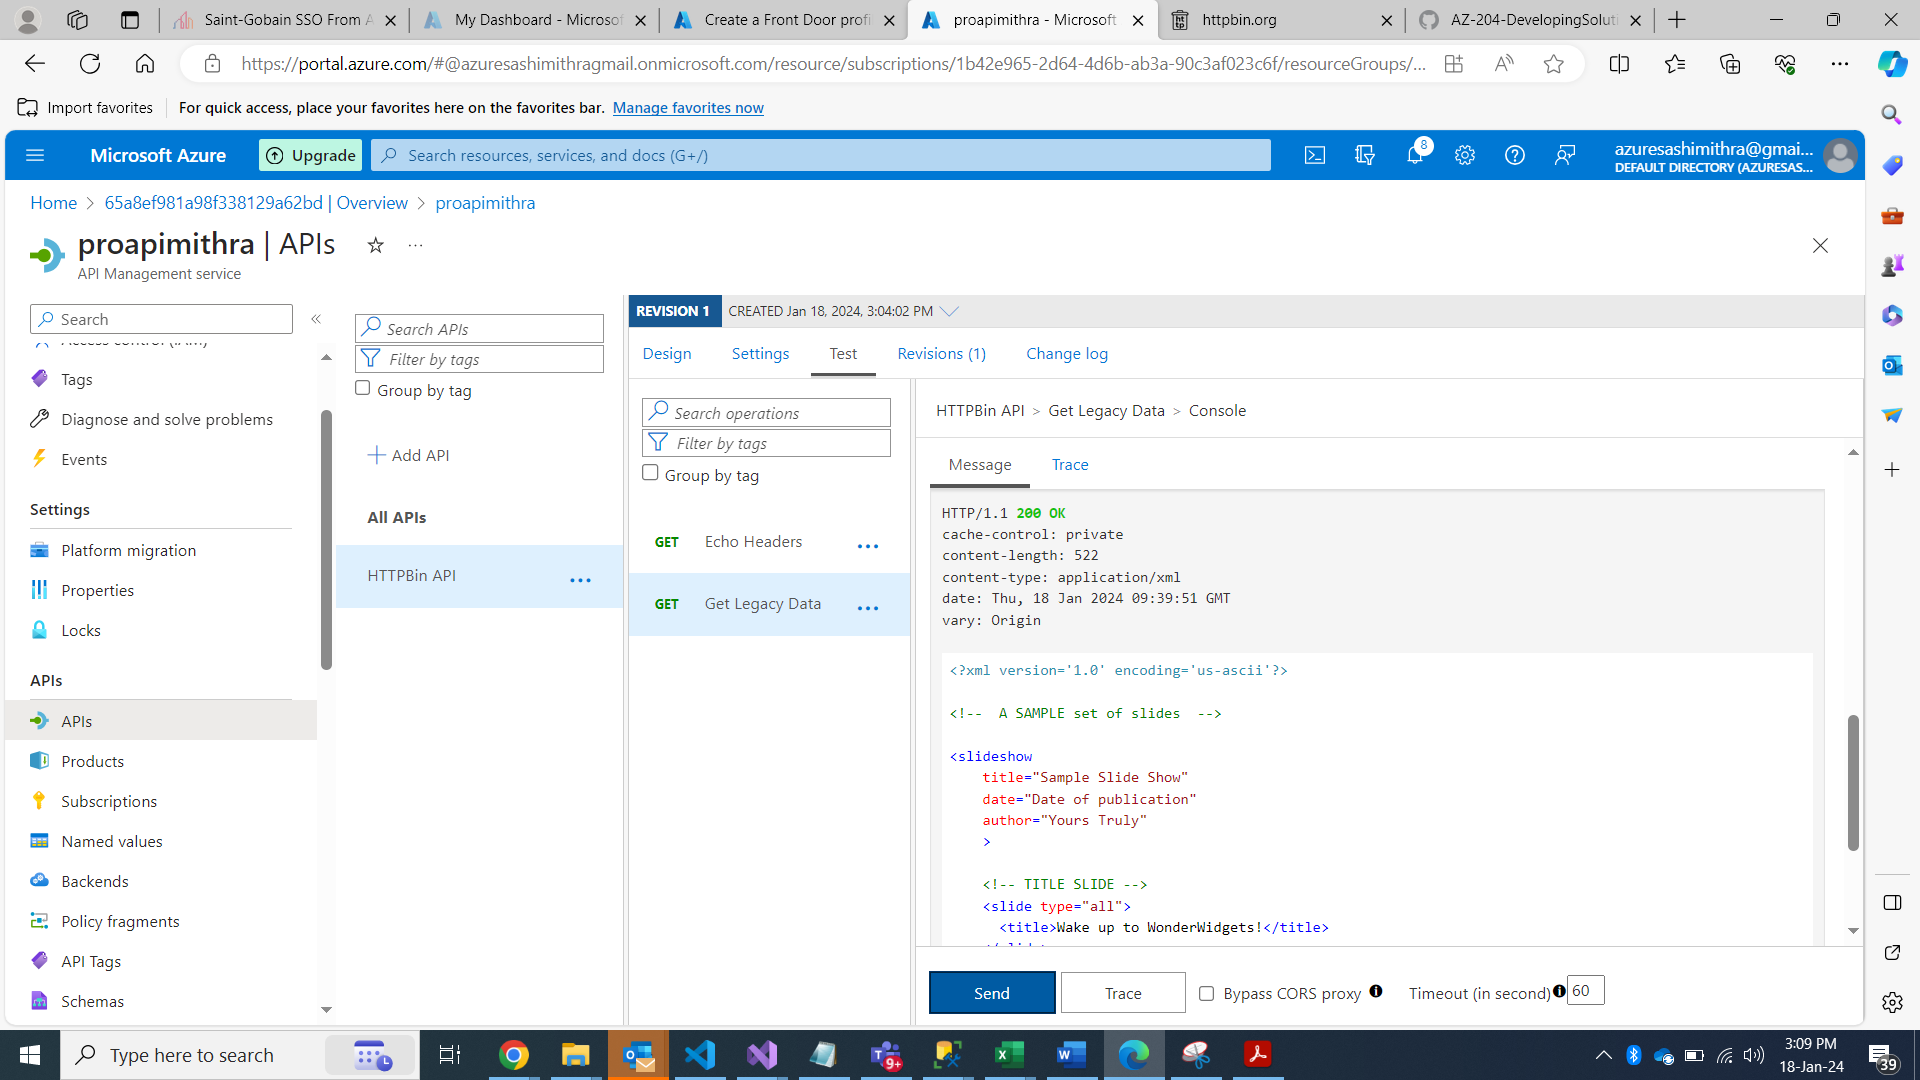 Saint-Gobain SSO From A
My Dashboard - Microsof
Create a Front Door profi
proapimithra - Microsoft
httpbin.org
AZ-204-DevelopingSolut
https://portal.azure.com/#@azuresashimithragmail.onmicrosoft.com/resource/subscriptions/1b42e965-2d64-4d6b-ab3a-90c3af023c6f/resourceGroups/...
Import favorites
For quick access, place your favorites here on the favorites bar. Manage favorites now
Microsoft Azure
Upgrade
Search resources, services, and docs (G+/)
8
azuresashimithra@gmai...
DEFAULT DIRECTORY (AZURESAS...
Home > 65a8ef981a98f338129a62bd | Overview > proapimithra
proapimithra | APIs
API Management service
Search
Access control (IAM)
Tags
Diagnose and solve problems
Events
Settings
Platform migration
Properties
Locks
APIs
APIs
Products
Subscriptions
Named values
Backends
Policy fragments
API Tags
Schemas
Search APIs
Filter by tags
Group by tag
Add API
All APIs
HTTPBin API
REVISION 1
CREATED Jan 18, 2024, 3:04:02 PM
Design
Settings
Test
Revisions (1)
Change log
Search operations
Filter by tags
Group by tag
GET Echo Headers
GET Get Legacy Data
HTTPBin API > Get Legacy Data > Console
Message
Trace
HTTP/1.1 200 OK
cache-control: private
content-length: 522
content-type: application/xml
date: Thu, 18 Jan 2024 09:39:51 GMT
vary: Origin
<?xml version='1.0' encoding='us-ascii'?>
<!--  A SAMPLE set of slides  -->
<slideshow
title="Sample Slide Show"
date="Date of publication"
author="Yours Truly"
>
<!-- TITLE SLIDE -->
<slide type="all">
<title>Wake up to WonderWidgets!</title>
Send
Trace
Bypass CORS proxy
Timeout (in second)
60
Type here to search
9+
3:09 PM
18-Jan-24
39